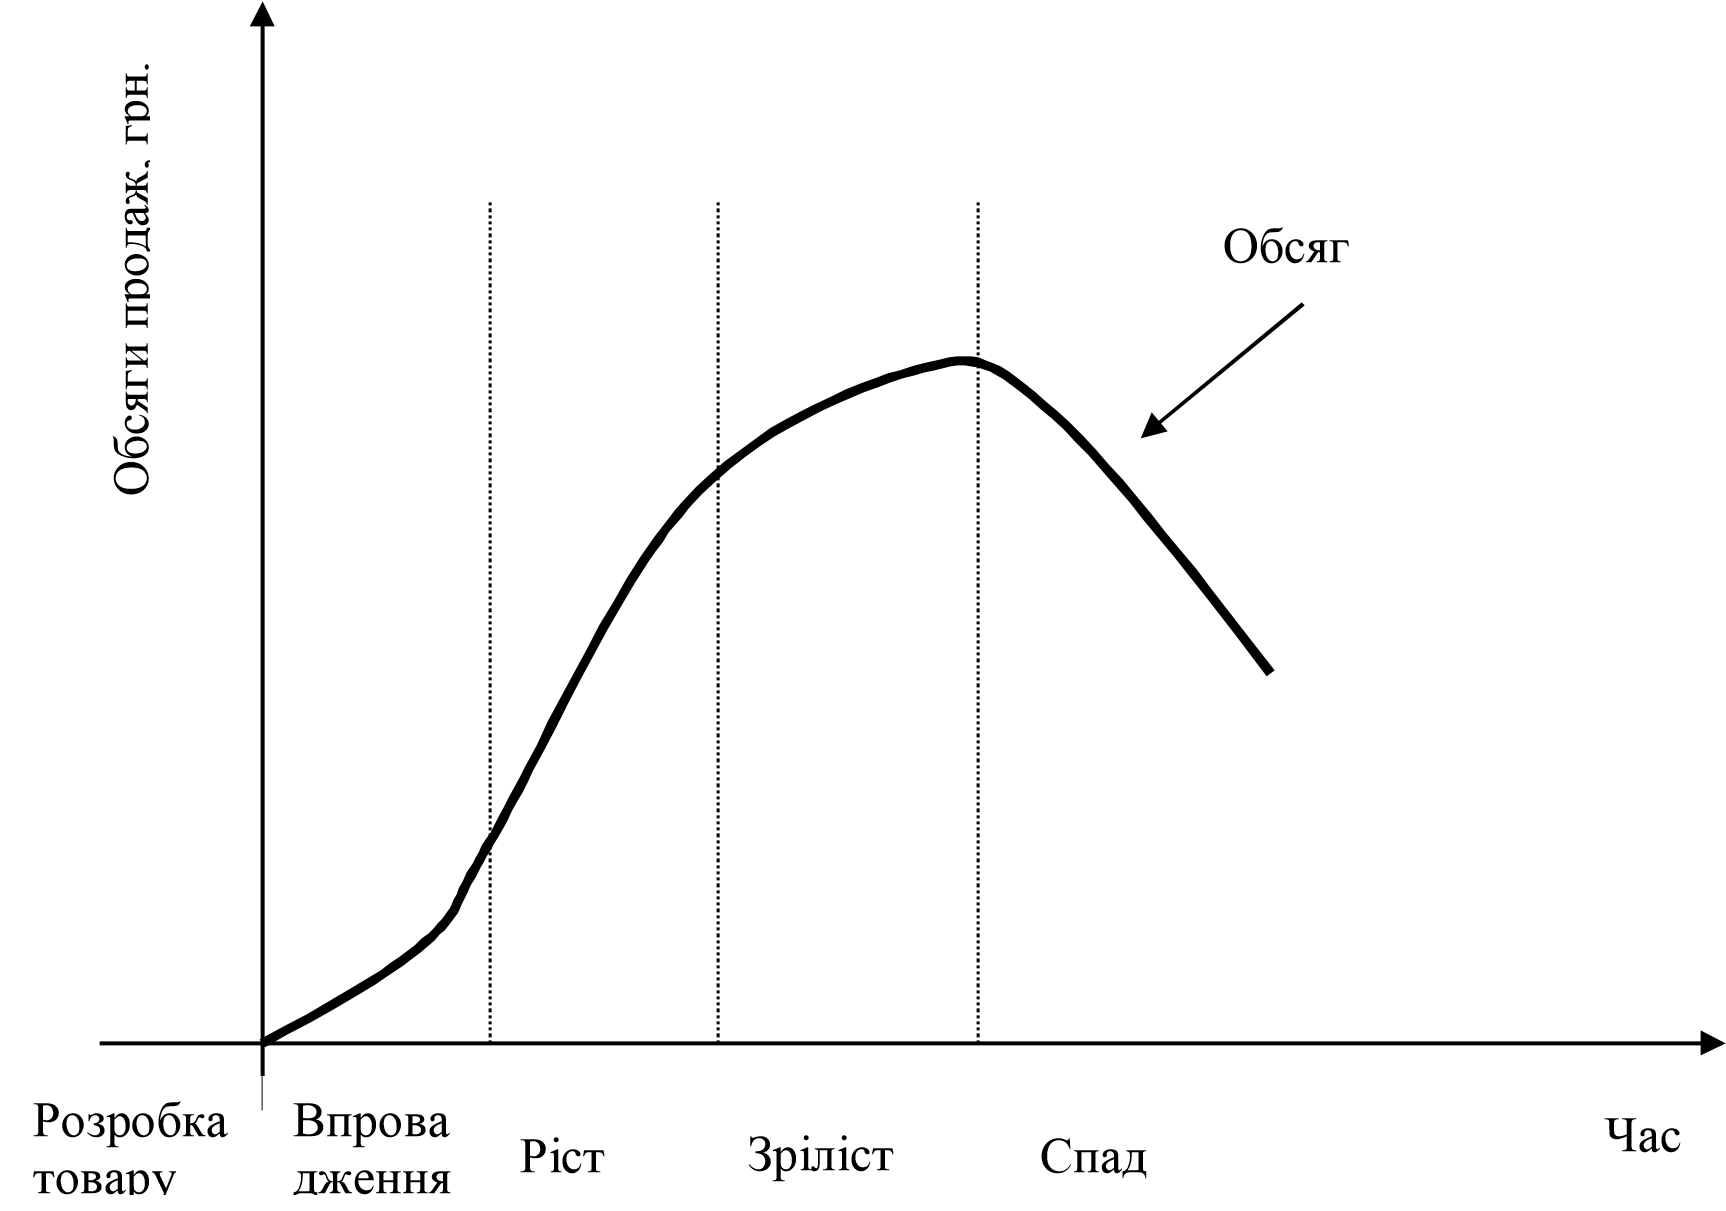 Обсяги продаж, грн.
Обсяг
Розробка
товару
Впрова
дження
Ріст
Зріліст
Спад
Час